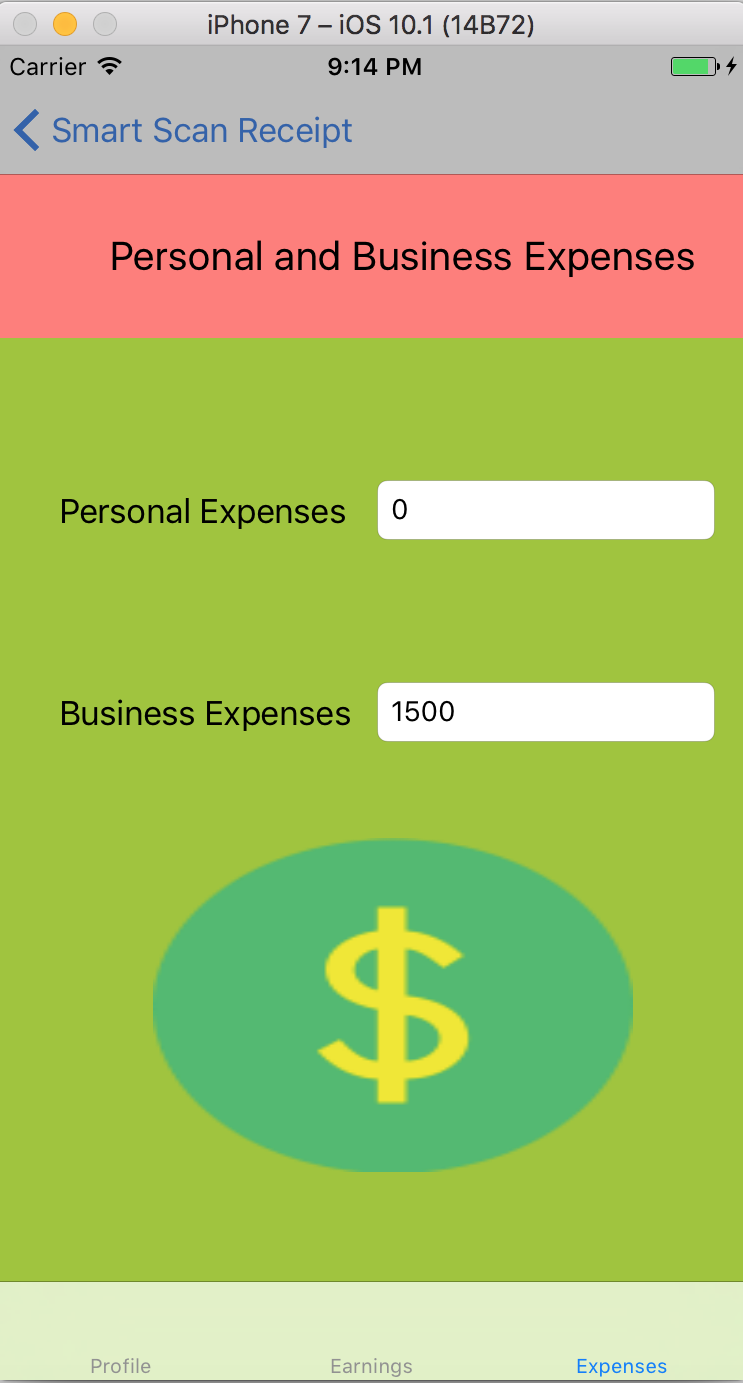 iPhone 7 – iOS 10.1 (14B72)
Carrier 9:14 PM
Smart Scan Receipt
Personal and Business Expenses
Personal Expenses 0
Business Expenses 1500
$
Profile Earnings Expenses